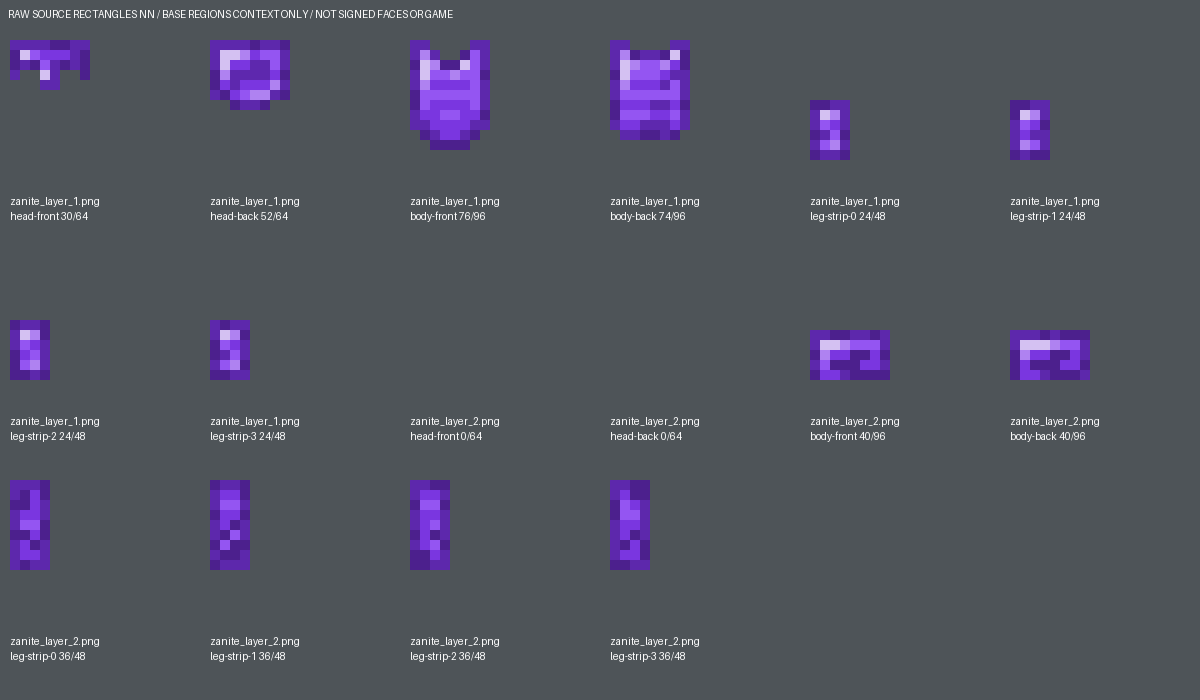 RAW SOURCE RECTANGLES NN / BASE REGIONS CONTEXT ONLY / NOT SIGNED FACES OR GAME
zanite_layer_1.png
head-front 30/64
zanite_layer_1.png
head-back 52/64
zanite_layer_1.png
body-front 76/96
zanite_layer_1.png
body-back 74/96
zanite_layer_1.png
leg-strip-0 24/48
zanite_layer_1.png
leg-strip-1 24/48
zanite_layer_1.png
leg-strip-2 24/48
zanite_layer_1.png
leg-strip-3 24/48
zanite_layer_2.png
head-front 0/64
zanite_layer_2.png
head-back 0/64
zanite_layer_2.png
body-front 40/96
zanite_layer_2.png
body-back 40/96
zanite_layer_2.png
leg-strip-0 36/48
zanite_layer_2.png
leg-strip-1 36/48
zanite_layer_2.png
leg-strip-2 36/48
zanite_layer_2.png
leg-strip-3 36/48